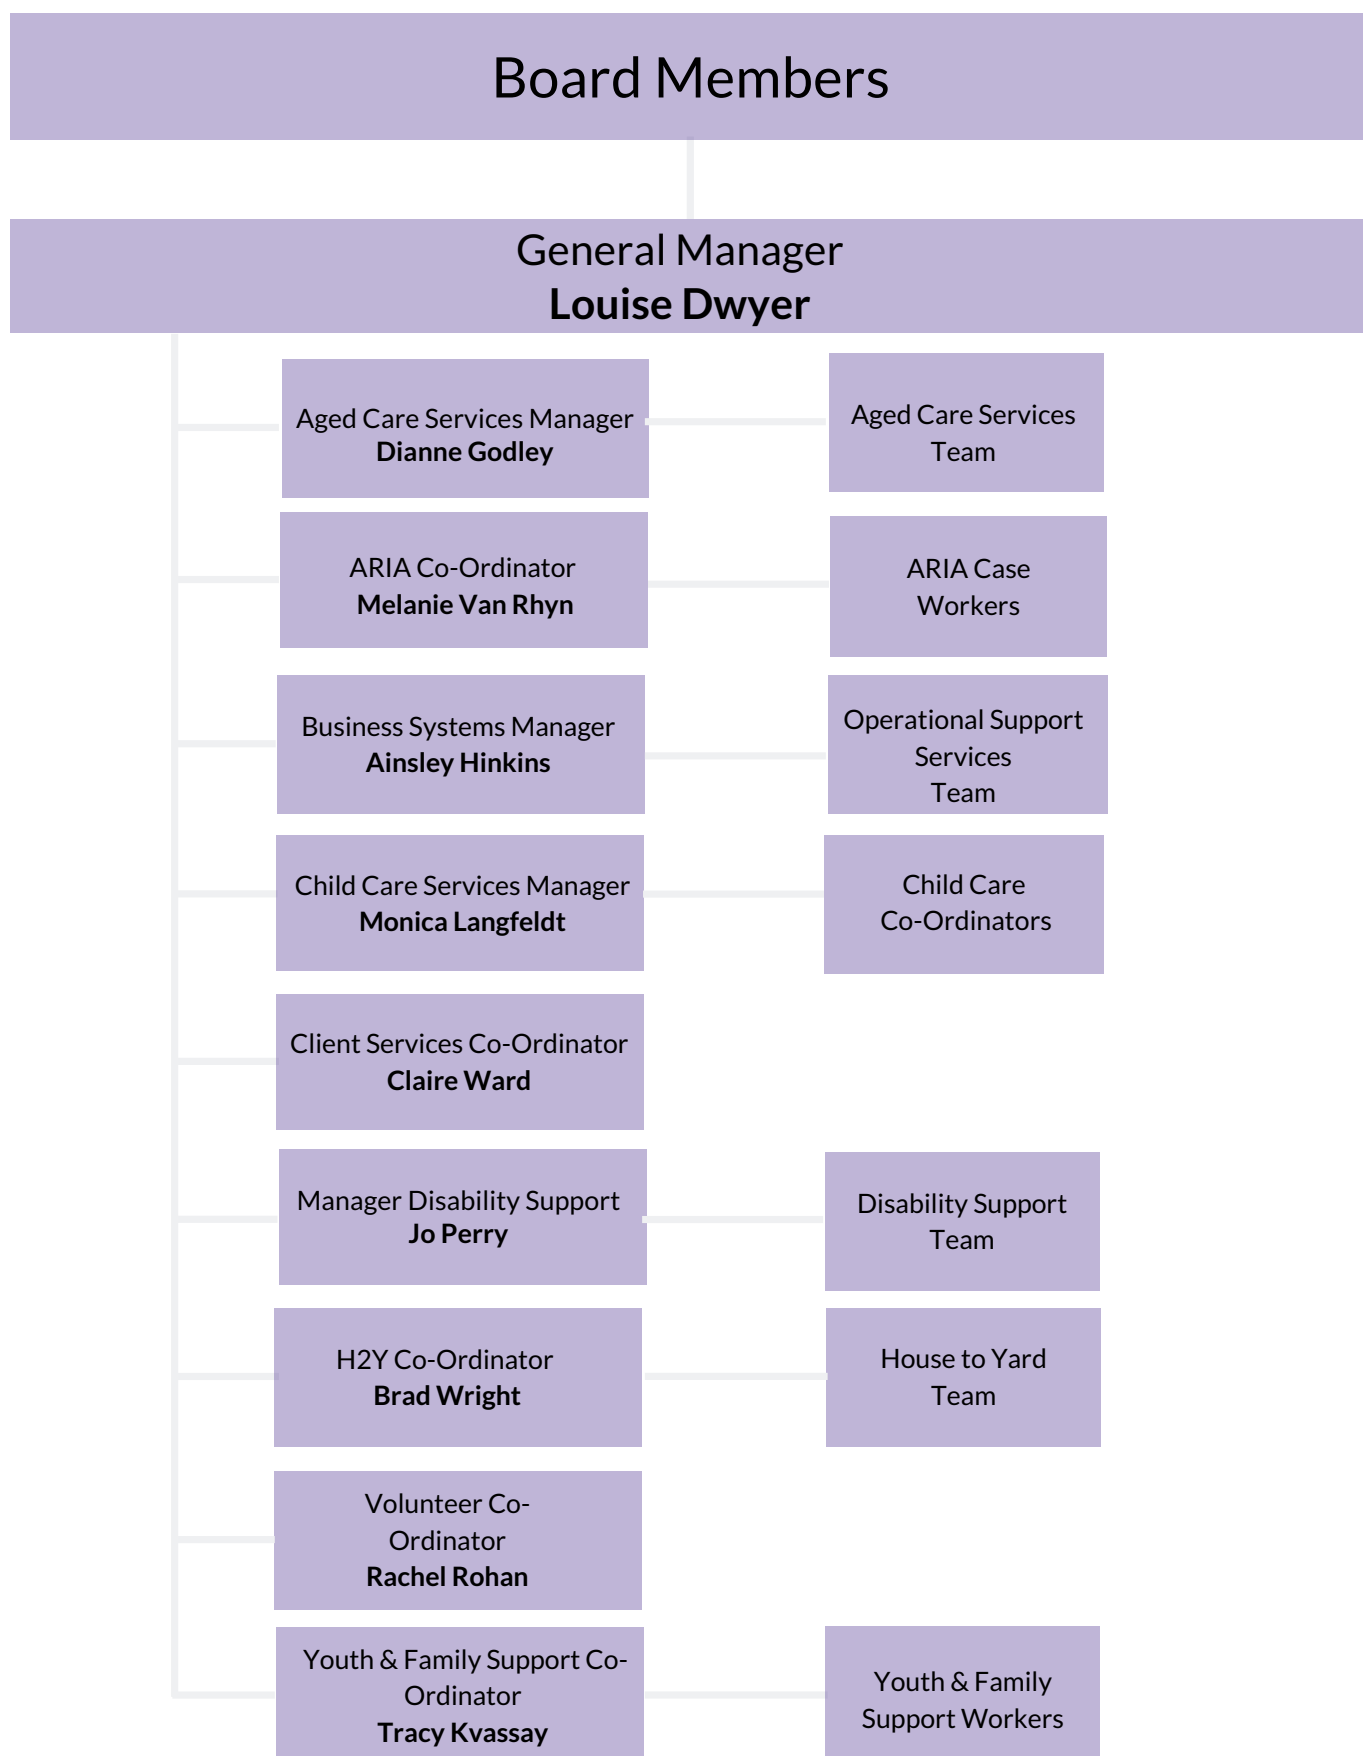 Board Members
General Manager
Louise Dwyer
Aged Care Services Manager
Dianne Godley
Aged Care Services
Team
ARIA Co-Ordinator
Melanie Van Rhyn
ARIA Case
Workers
Business Systems Manager
Ainsley Hinkins
Operational Support
Services
Team
Child Care Services Manager
Monica Langfeldt
Child Care
Co-Ordinators
Client Services Co-Ordinator
Claire Ward
Manager Disability Support
Jo Perry
Disability Support
Team
H2Y Co-Ordinator
Brad Wright
House to Yard
Team
Volunteer Co-
Ordinator
Rachel Rohan
Youth & Family Support Co-
Ordinator
Tracy Kvassay
Youth & Family
Support Workers